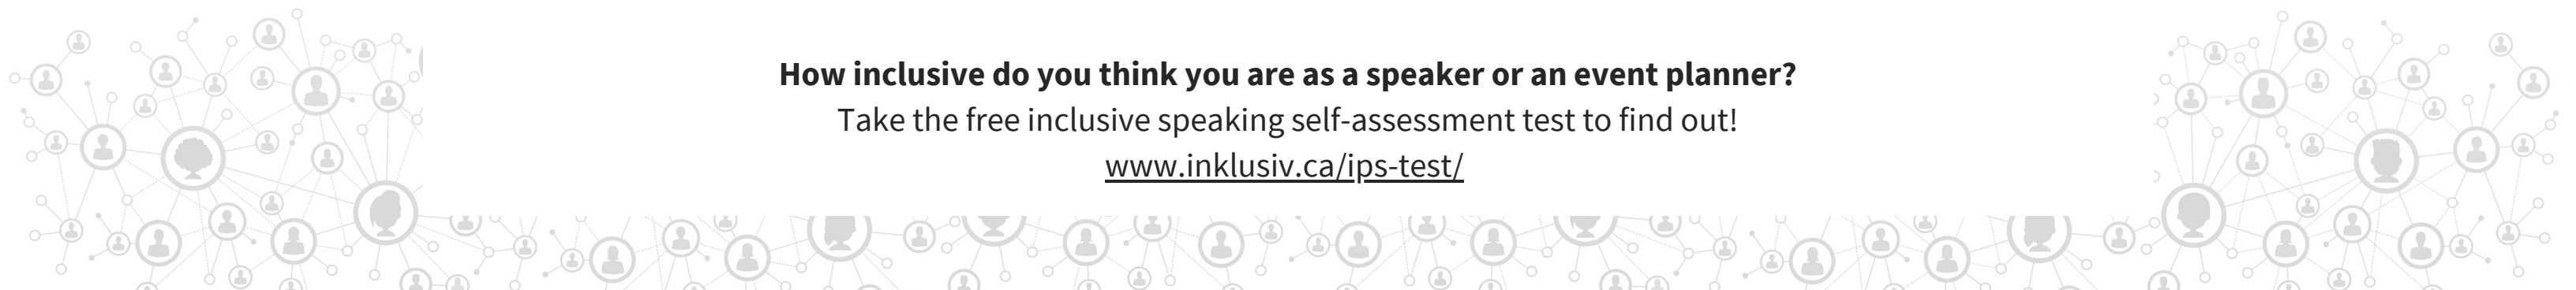 How inclusive do you think you are as a speaker or an event planner?
Take the free inclusive speaking self-assessment test to find out!
www.inklusiv.ca/ips-test/